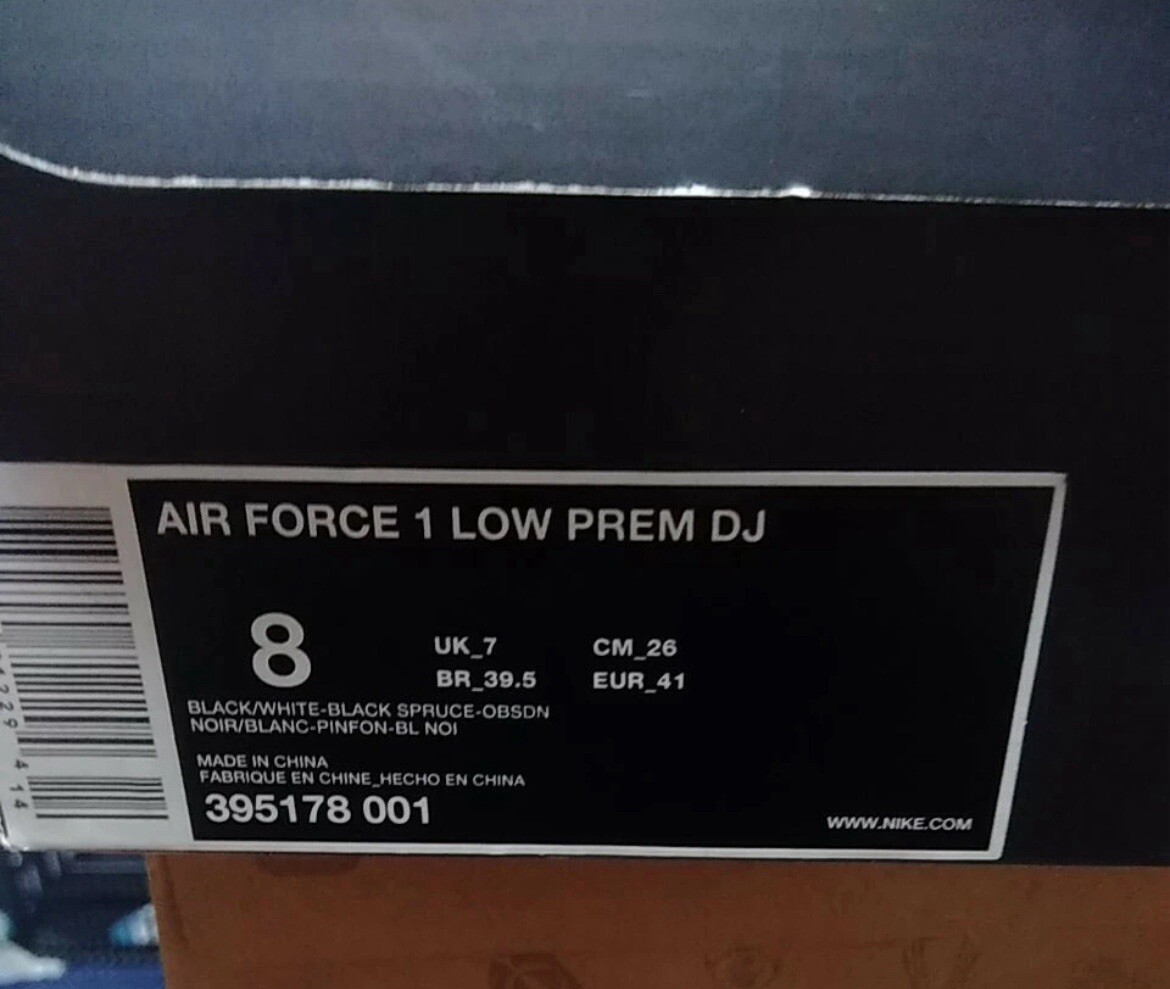 AIR FORCE 1 LOW PREM DJ
8
UK_7 CM_26
BR_39.5 EUR_41
BLACK/WHITE-BLACK SPRUCE-OBSDN
NOIR/BLANC-PINFON-BL NOI
MADE IN CHINA
FABRIQUE EN CHINE_HECHO EN CHINA
395178 001
WWW.NIKE.COM